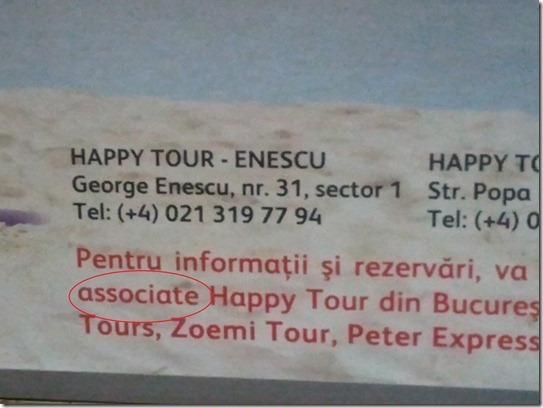 HAPPY TOUR - ENESCU
George Enescu, nr. 31, sector 1
Tel: (+4) 021 319 77 94
HAPPY TO
Str. Popa
Tel: (+4) 0
Pentru informaţii şi rezervări, va
associate Happy Tour din Bucureş
Tours, Zoemi Tour, Peter Express